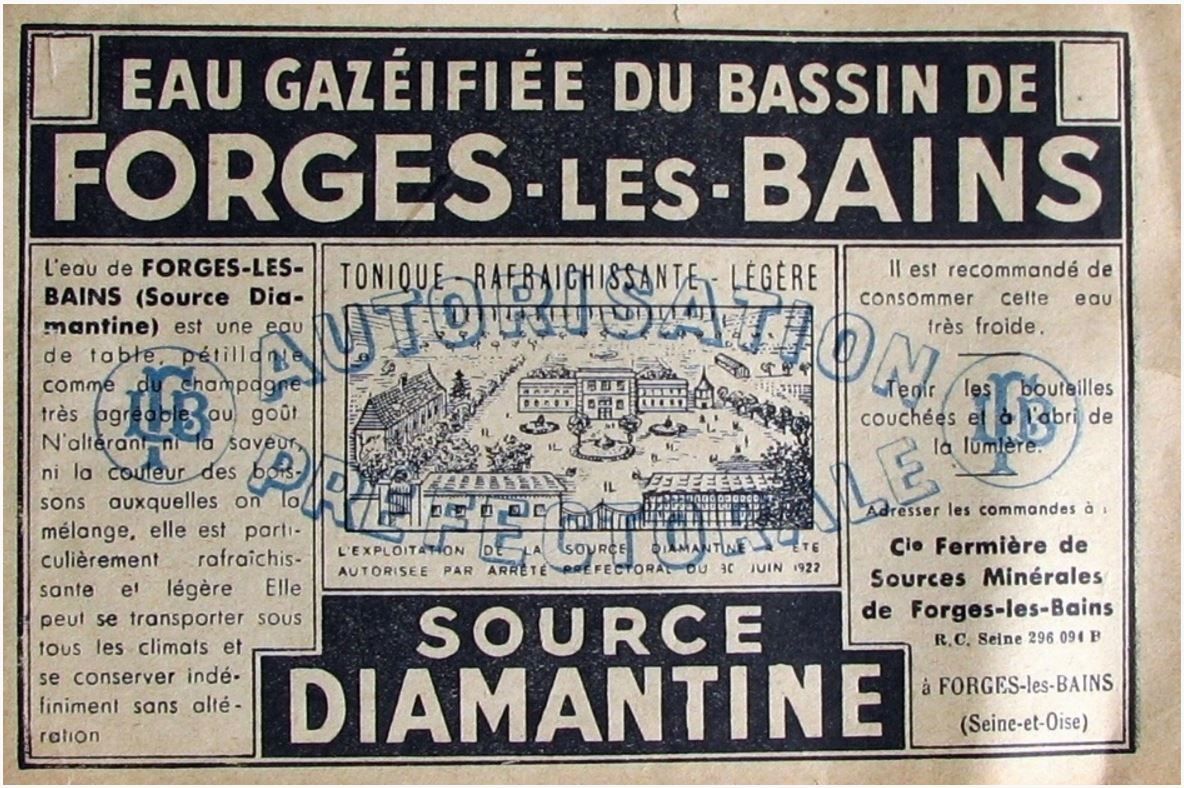 EAU GAZÉIFIÉE DU BASSIN DE
FORGES-LES-BAINS
L'eau de FORGES-LES-
BAINS (Source Dia-
mantine) est une eau
de table, pétillante
comme du champagne
très agréable au goût
N'altérant ni la saveur,
ni la couleur des bois-
sons auxquelles on la
mélange, elle est parti-
culièrement rafraîchis-
sante et légère Elle
peut se transporter sous
tous les climats et
se conserver indé-
finiment sans alté-
ration
TONIQUE - RAFRAICHISSANTE - LÉGÈRE
AUTORISATION
PRÉFECTORALE
L'EXPLOITATION DE LA SOURCE DIAMANTINE A ÉTÉ
AUTORISÉE PAR ARRÊTÉ PRÉFECTORAL DU 30 JUIN 1922
SOURCE
DIAMANTINE
Il est recommandé de
consommer cette eau
très froide.
Tenir les bouteilles
couchées et à l'abri de
la lumière.
Adresser les commandes à :
Cie Fermière de
Sources Minérales
de Forges-les-Bains
R.C. Seine 296 091 B
à FORGES-les-BAINS
(Seine-et-Oise)